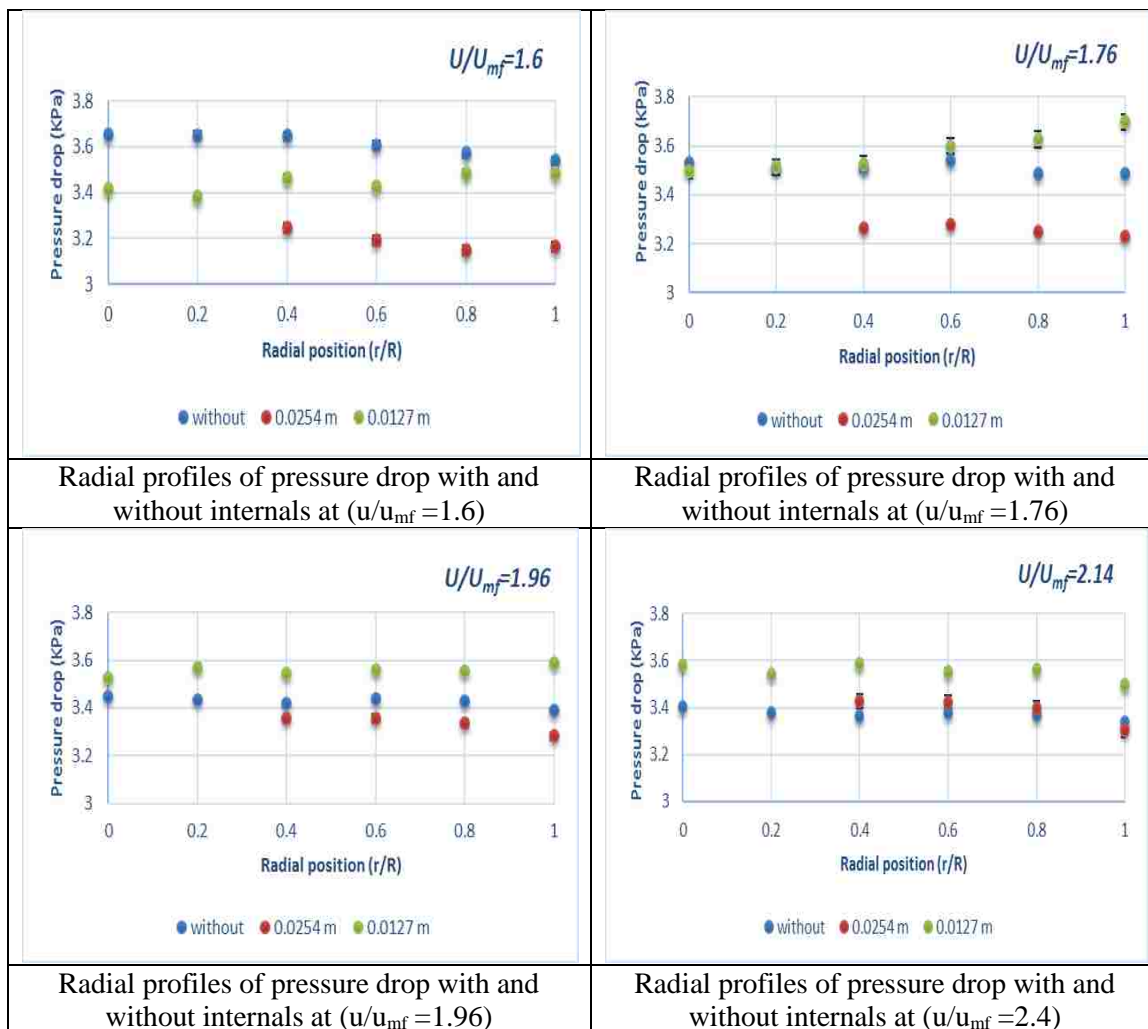 U/Umf=1.6
Pressure drop (KPa)
3.8
3.6
3.4
3.2
3
0 0.2 0.4 0.6 0.8 1
Radial position (r/R)
without 0.0254 m 0.0127 m
Radial profiles of pressure drop with and
without internals at (u/umf =1.6)
U/Umf=1.76
Pressure drop (KPa)
3.8
3.6
3.4
3.2
3
0 0.2 0.4 0.6 0.8 1
Radial position (r/R)
without 0.0254 m 0.0127 m
Radial profiles of pressure drop with and
without internals at (u/umf =1.76)
U/Umf=1.96
Pressure drop (KPa)
3.8
3.6
3.4
3.2
3
0 0.2 0.4 0.6 0.8 1
Radial position (r/R)
without 0.0254 m 0.0127 m
Radial profiles of pressure drop with and
without internals at (u/umf =1.96)
U/Umf=2.14
Pressure drop (KPa)
3.8
3.6
3.4
3.2
3
0 0.2 0.4 0.6 0.8 1
Radial position (r/R)
without 0.0254 m 0.0127 m
Radial profiles of pressure drop with and
without internals at (u/umf =2.4)